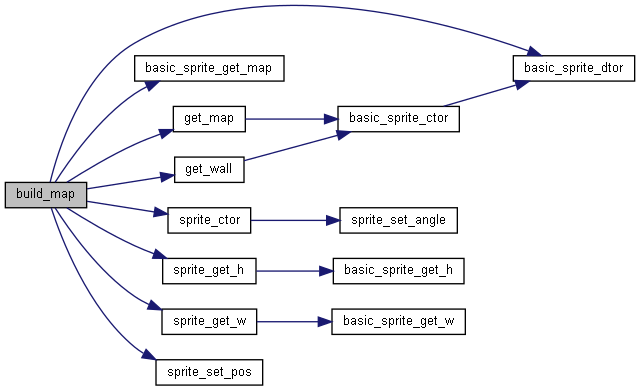 basic_sprite_get_map
basic_sprite_dtor
get_map
basic_sprite_ctor
get_wall
build_map
sprite_ctor
sprite_set_angle
sprite_get_h
basic_sprite_get_h
sprite_get_w
basic_sprite_get_w
sprite_set_pos